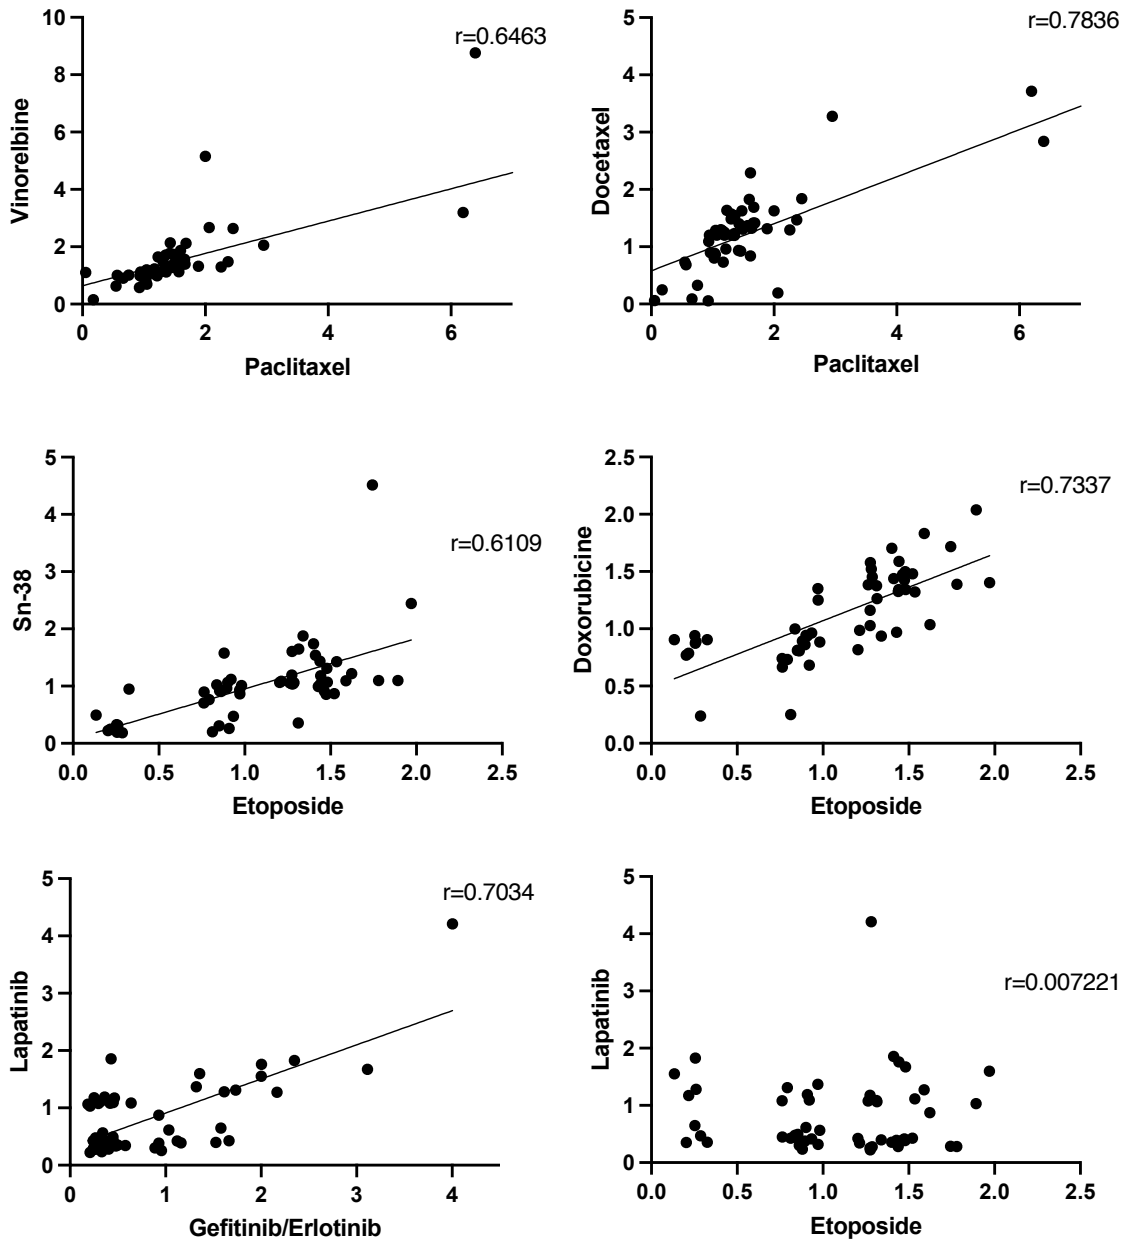 10
8
6
4
2
0
Vinorelbine
r=0.6463
0 2 4 6
Paclitaxel
5
4
3
2
1
0
Docetaxel
r=0.7836
0 2 4 6
Paclitaxel
5
4
3
2
1
0
Sn-38
r=0.6109
0.0 0.5 1.0 1.5 2.0 2.5
Etoposide
2.5
2.0
1.5
1.0
0.5
0.0
Doxorubicine
r=0.7337
0.0 0.5 1.0 1.5 2.0 2.5
Etoposide
5
4
3
2
1
0
Lapatinib
r=0.7034
0 1 2 3 4
Gefitinib/Erlotinib
5
4
3
2
1
0
Lapatinib
r=0.007221
0.0 0.5 1.0 1.5 2.0 2.5
Etoposide